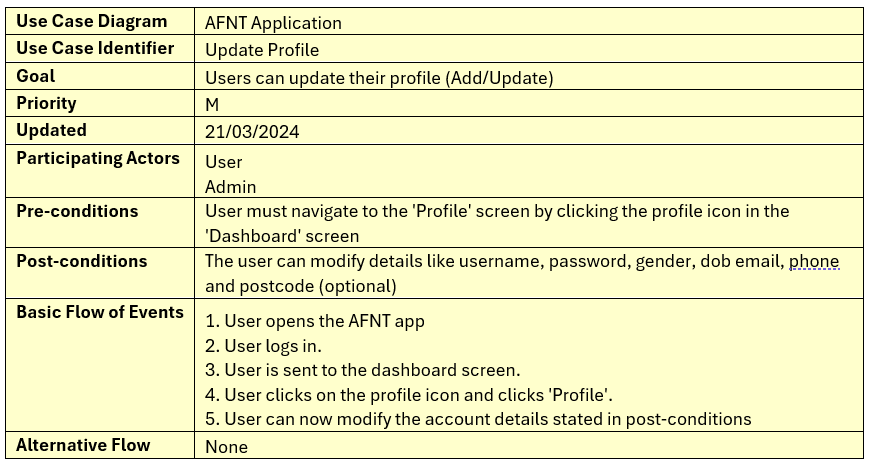 Use Case Diagram AFNT Application
Use Case Identifier Update Profile
Goal Users can update their profile (Add/Update)
Priority M
Updated 21/03/2024
Participating Actors User
Admin
Pre-conditions User must navigate to the 'Profile' screen by clicking the profile icon in the
'Dashboard' screen
Post-conditions The user can modify details like username, password, gender, dob email, phone
and postcode (optional)
Basic Flow of Events
1. User opens the AFNT app
2. User logs in.
3. User is sent to the dashboard screen.
4. User clicks on the profile icon and clicks 'Profile'.
5. User can now modify the account details stated in post-conditions
Alternative Flow None